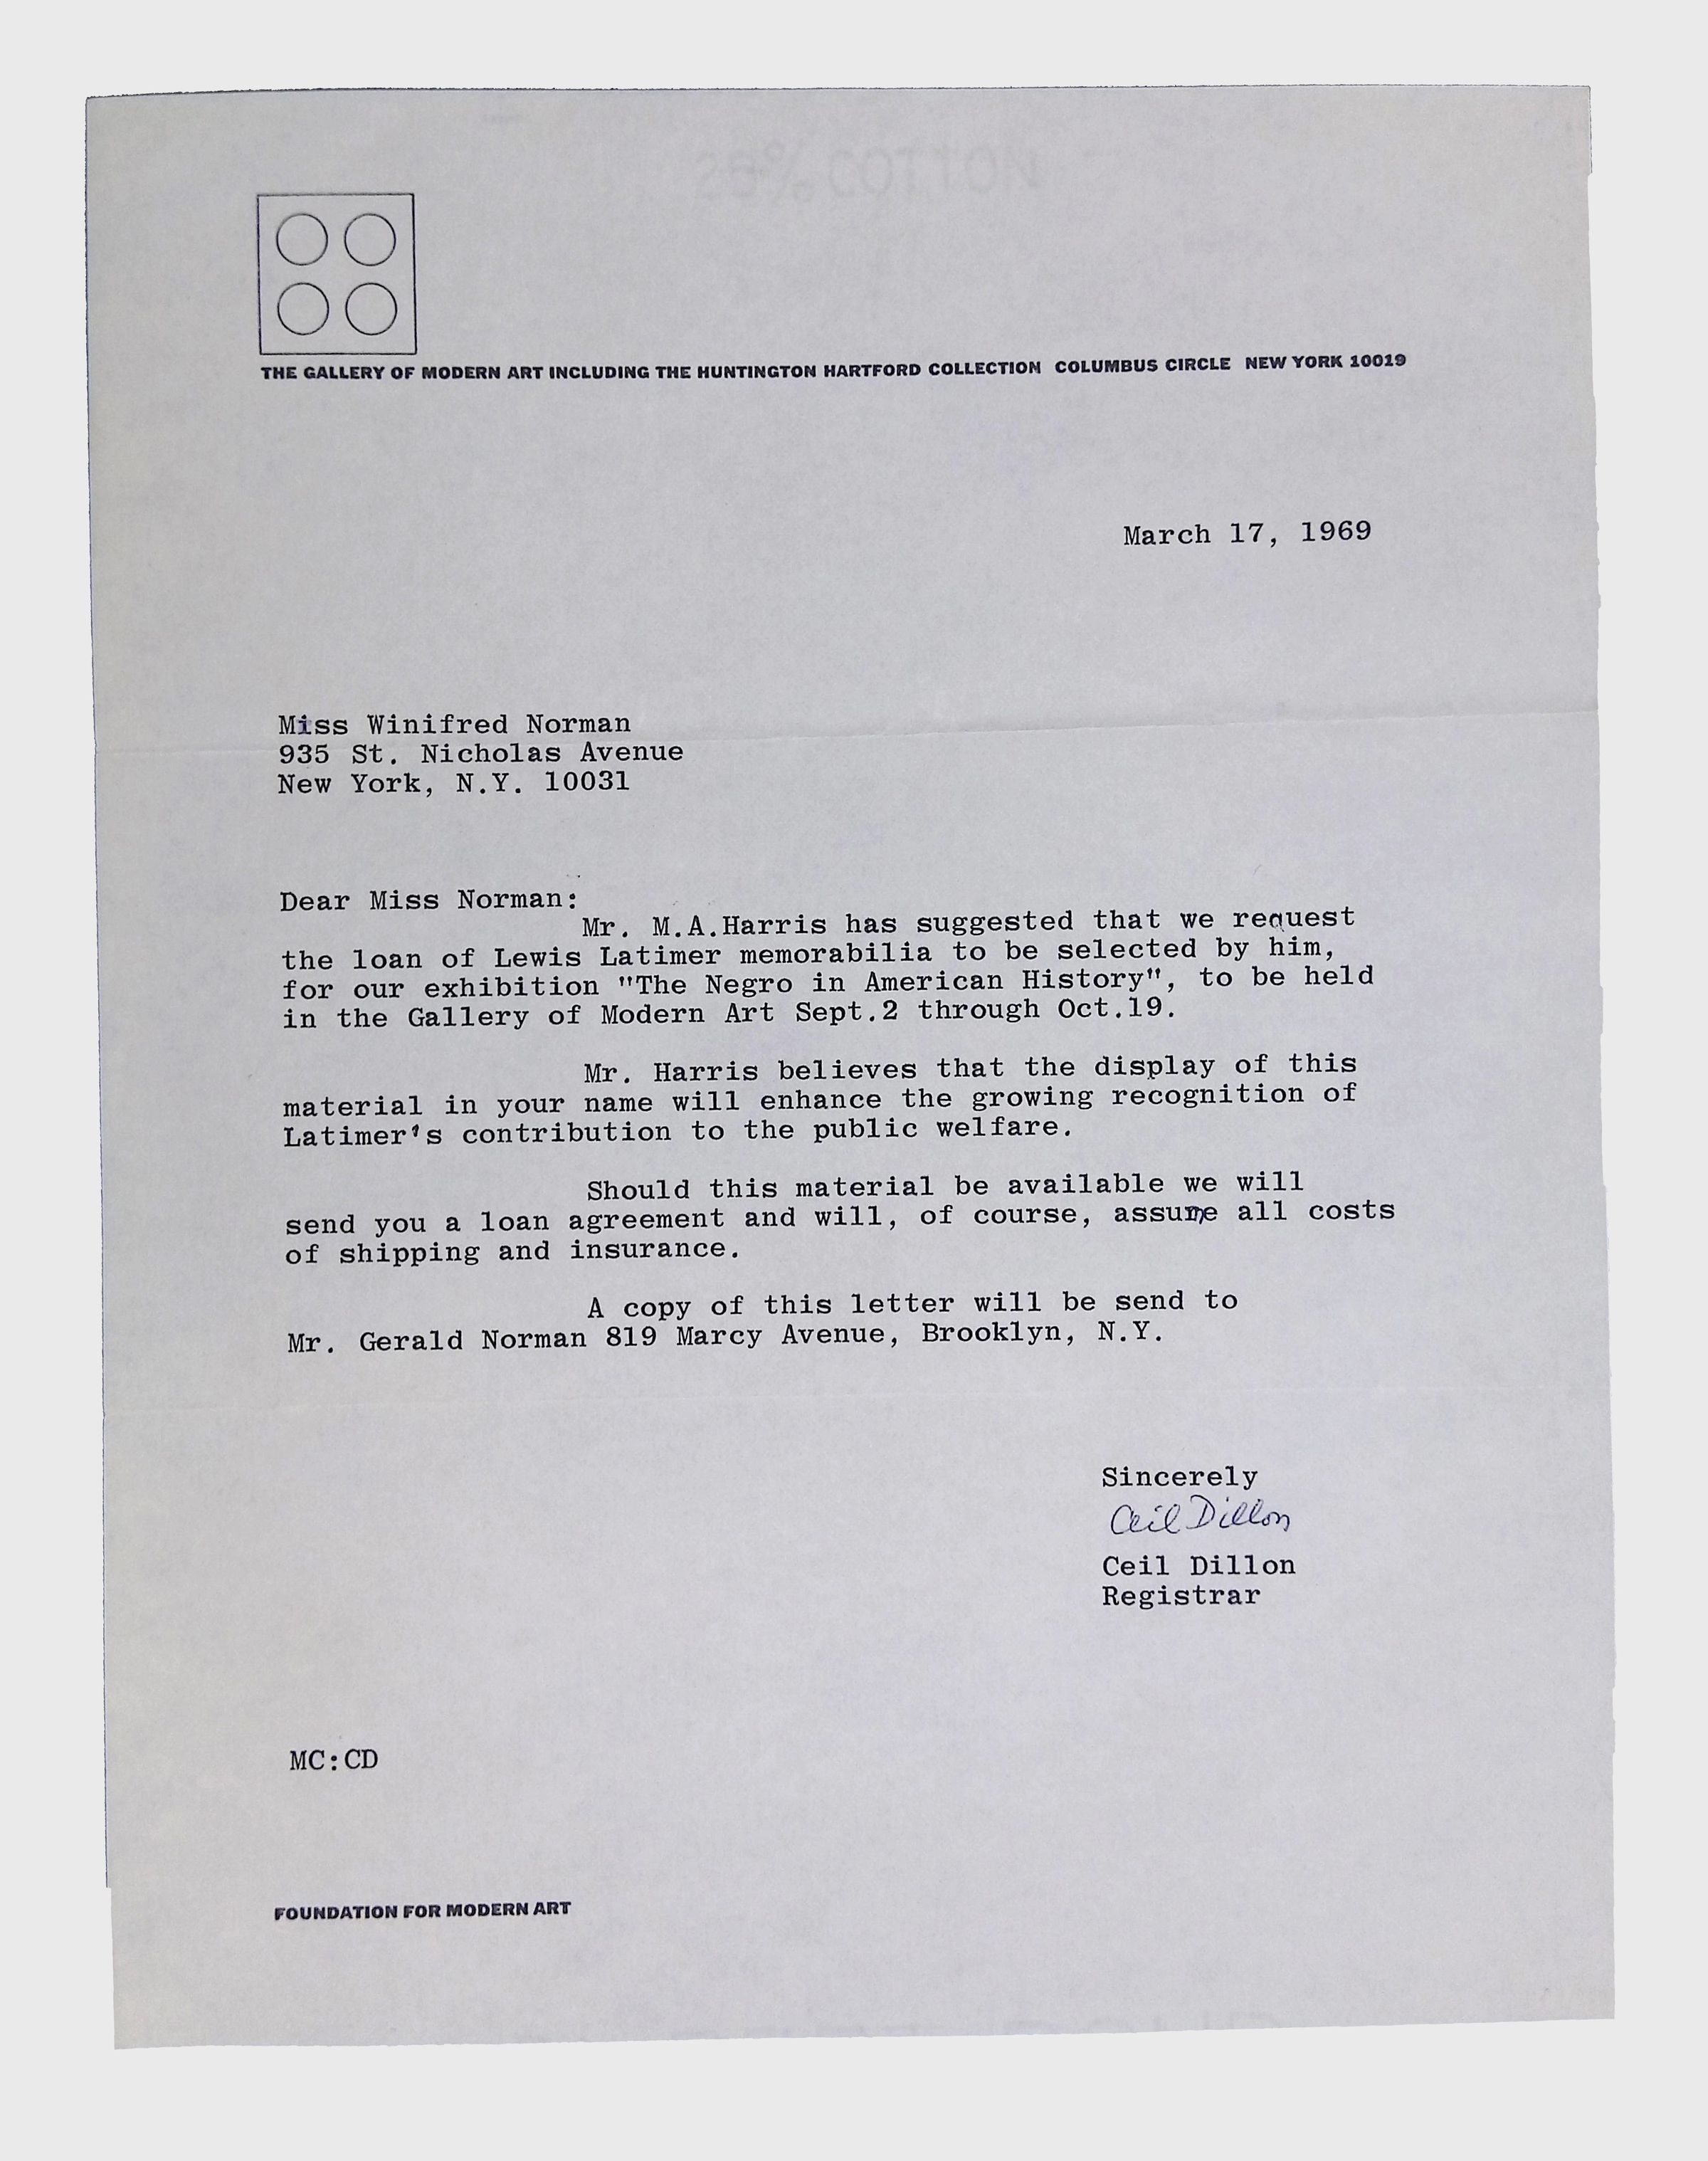 25% COTTON
THE GALLERY OF MODERN ART INCLUDING THE HUNTINGTON HARTFORD COLLECTION COLUMBUS CIRCLE NEW YORK 10019
March 17, 1969
Miss Winifred Norman
935 St. Nicholas Avenue
New York, N.Y. 10031
Dear Miss Norman:
Mr. M.A.Harris has suggested that we request
the loan of Lewis Latimer memorabilia to be selected by him,
for our exhibition "The Negro in American History", to be held
in the Gallery of Modern Art Sept.2 through Oct.19.
Mr. Harris believes that the display of this
material in your name will enhance the growing recognition of
Latimer's contribution to the public welfare.
Should this material be available we will
send you a loan agreement and will, of course, assume all costs
of shipping and insurance.
A copy of this letter will be send to
Mr. Gerald Norman 819 Marcy Avenue, Brooklyn, N.Y.
Sincerely
Ceil Dillon
Ceil Dillon
Registrar
MC:CD
FOUNDATION FOR MODERN ART